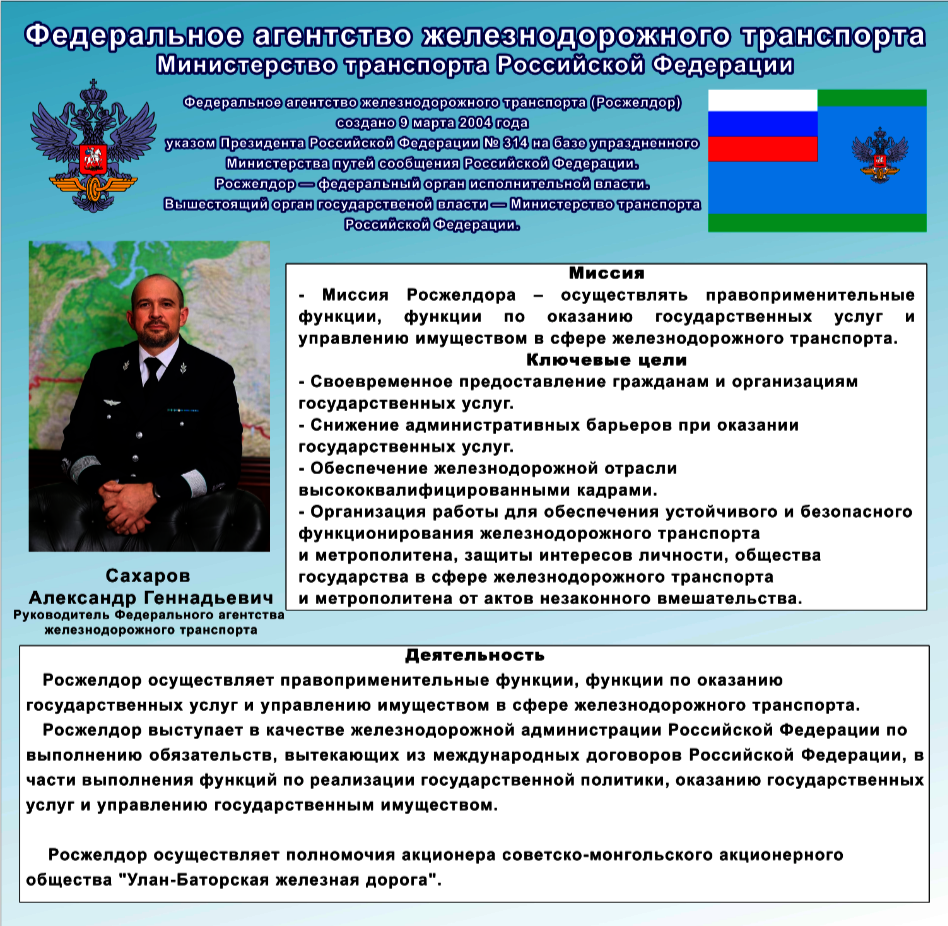 Федеральное агентство железнодорожного транспорта
Министерство транспорта Российской Федерации
Федеральное агентство железнодорожного транспорта (Росжелдор)
создано 9 марта 2004 года
указом Президента Российской Федерации № 314 на базе упраздненного
Министерства путей сообщения Российской Федерации.
Росжелдор — федеральный орган исполнительной власти.
Вышестоящий орган государственой власти — Министерство транспорта
Российской Федерации.
Миссия
- Миссия Росжелдора – осуществлять правоприменительные
функции, функции по оказанию государственных услуг и
управлению имуществом в сфере железнодорожного транспорта.
Ключевые цели
- Своевременное предоставление гражданам и организациям
государственных услуг.
- Снижение административных барьеров при оказании
государственных услуг.
- Обеспечение железнодорожной отрасли
высококвалифицированными кадрами.
- Организация работы для обеспечения устойчивого и безопасного
функционирования железнодорожного транспорта
и метрополитена, защиты интересов личности, общества
государства в сфере железнодорожного транспорта
и метрополитена от актов незаконного вмешательства.
Сахаров
Александр Геннадьевич
Руководитель Федерального агентства
железнодорожного транспорта
Деятельность
Росжелдор осуществляет правоприменительные функции, функции по оказанию
государственных услуг и управлению имуществом в сфере железнодорожного транспорта.
Росжелдор выступает в качестве железнодорожной администрации Российской Федерации по
выполнению обязательств, вытекающих из международных договоров Российской Федерации, в
части выполнения функций по реализации государственной политики, оказанию государственных
услуг и управлению государственным имуществом.
Росжелдор осуществляет полномочия акционера советско-монгольского акционерного
общества "Улан-Баторская железная дорога".